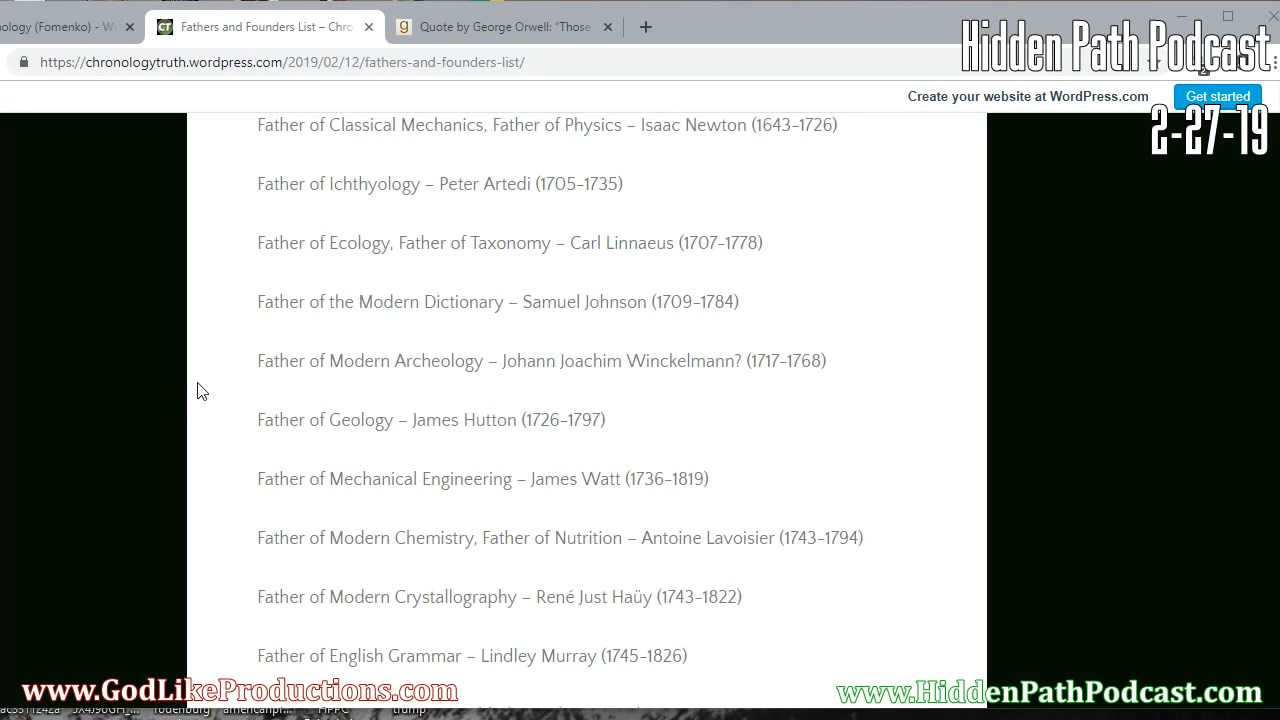 nology (Fomenko) - W
Fathers and Founders List – Chro
Quote by George Orwell: “Those
Hidden Path Podcast
https://chronologytruth.wordpress.com/2019/02/12/fathers-and-founders-list/
Create your website at WordPress.com
Get started
2-27-19
Father of Classical Mechanics, Father of Physics – Isaac Newton (1643-1726)
Father of Ichthyology – Peter Artedi (1705-1735)
Father of Ecology, Father of Taxonomy – Carl Linnaeus (1707-1778)
Father of the Modern Dictionary – Samuel Johnson (1709-1784)
Father of Modern Archeology – Johann Joachim Winckelmann? (1717-1768)
Father of Geology – James Hutton (1726-1797)
Father of Mechanical Engineering – James Watt (1736-1819)
Father of Modern Chemistry, Father of Nutrition – Antoine Lavoisier (1743-1794)
Father of Modern Crystallography – René Just Haüy (1743-1822)
Father of English Grammar – Lindley Murray (1745-1826)
www.GodLikeProductions.com
www.HiddenPathPodcast.com